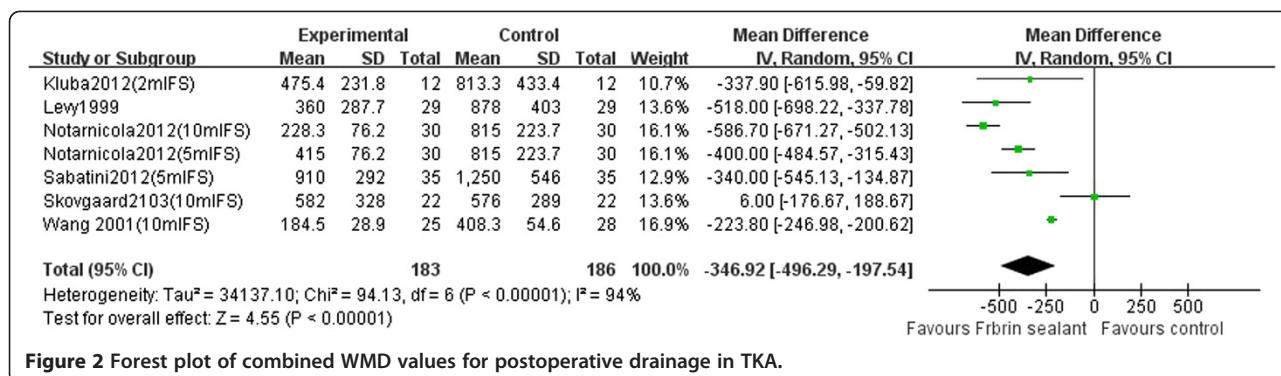 Experimental Control Mean Difference Mean Difference
Study or Subgroup Mean SD Total Mean SD Total Weight IV, Random, 95% CI IV, Random, 95% CI
Kluba2012(2mlFS) 475.4 231.8 12 813.3 433.4 12 10.7% -337.90 [-615.98, -59.82]
Levy1999 360 287.7 29 878 403 29 13.6% -518.00 [-698.22, -337.78]
Notarnicola2012(10mlFS) 228.3 76.2 30 815 223.7 30 16.1% -586.70 [-671.27, -502.13]
Notarnicola2012(5mlFS) 415 76.2 30 815 223.7 30 16.1% -400.00 [-484.57, -315.43]
Sabatini2012(5mlFS) 910 292 35 1,250 546 35 12.9% -340.00 [-545.13, -134.87]
Skovgaard2103(10mlFS) 582 328 22 576 289 22 13.6% 6.00 [-176.67, 188.67]
Wang 2001(10mlFS) 184.5 28.9 25 408.3 54.6 28 16.9% -223.80 [-246.98, -200.62]
Total (95% CI) 183 186 100.0% -346.92 [-496.29, -197.54]
Heterogeneity: Tau² = 34137.10; Chi² = 94.13, df = 6 (P < 0.00001); I² = 94%
Test for overall effect: Z = 4.55 (P < 0.00001)
-500 -250 0 250 500
Favours Frbrin sealant Favours control
Figure 2 Forest plot of combined WMD values for postoperative drainage in TKA.